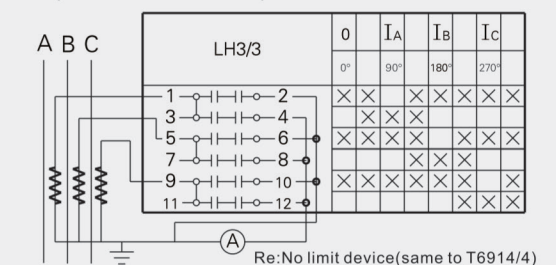 A B C
LH3/3
0 IA IB IC
0° 90° 180° 270°
1 2
3 4
5 6
7 8
9 10
11 12
A
Re:No limit device(same to T6914/4)